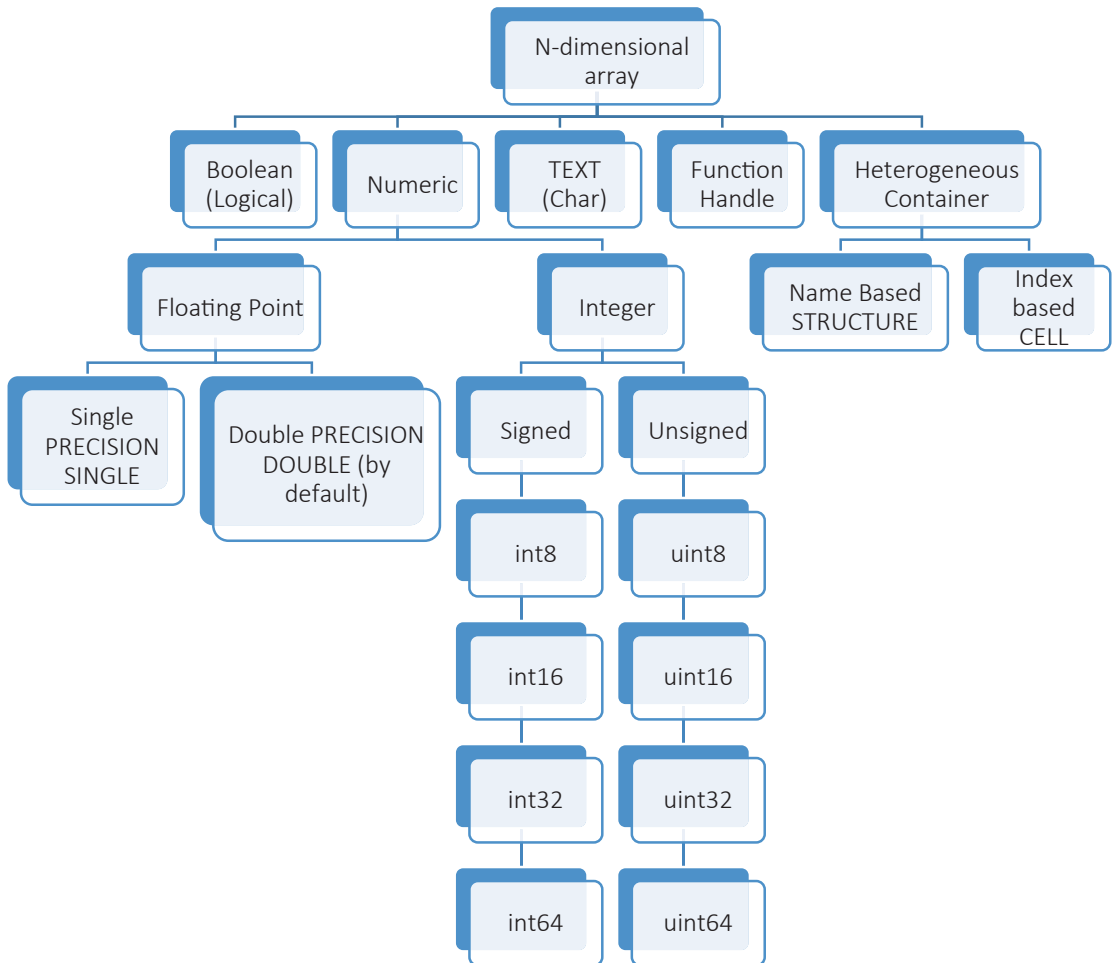 N-dimensional
array
Boolean
(Logical)
Numeric
TEXT
(Char)
Function
Handle
Heterogeneous
Container
Floating Point
Integer
Name Based
STRUCTURE
Index
based
CELL
Single
PRECISION
SINGLE
Double PRECISION
DOUBLE (by
default)
Signed
Unsigned
int8
uint8
int16
uint16
int32
uint32
int64
uint64